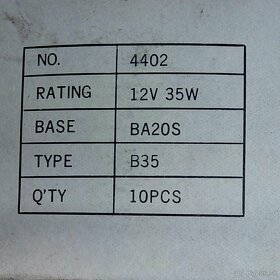 NO. 4402
RATING 12V 35W
BASE BA20S
TYPE B35
Q'TY 10PCS